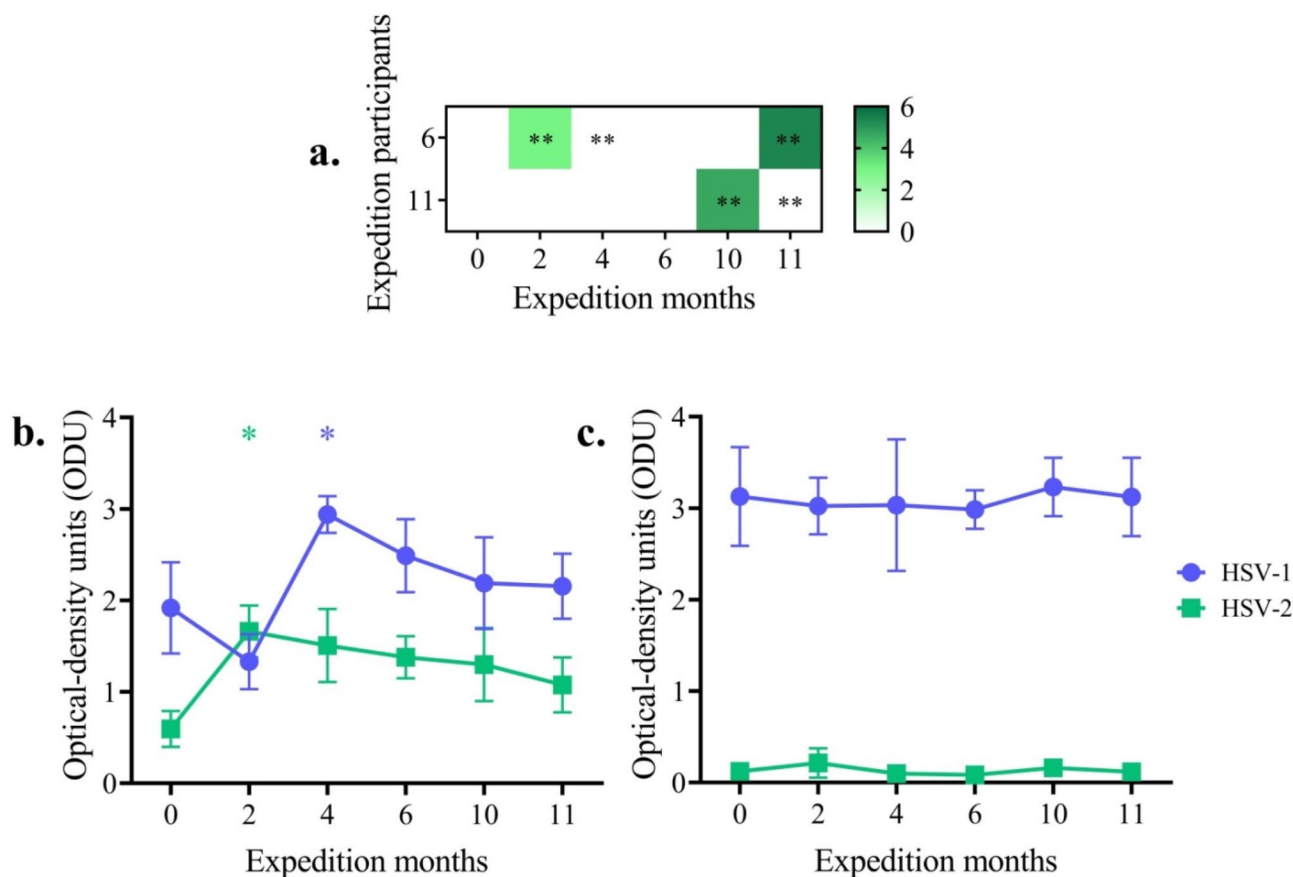 a.
Expedition participants
6
11
** ** **
** **
0 2 4 6 10 11
Expedition months
6
4
2
0
b.
Optical-density units (ODU)
4
3
2
1
0
* *
0 2 4 6 10 11
Expedition months
c.
Optical-density units (ODU)
4
3
2
1
0
0 2 4 6 10 11
Expedition months
HSV-1
HSV-2